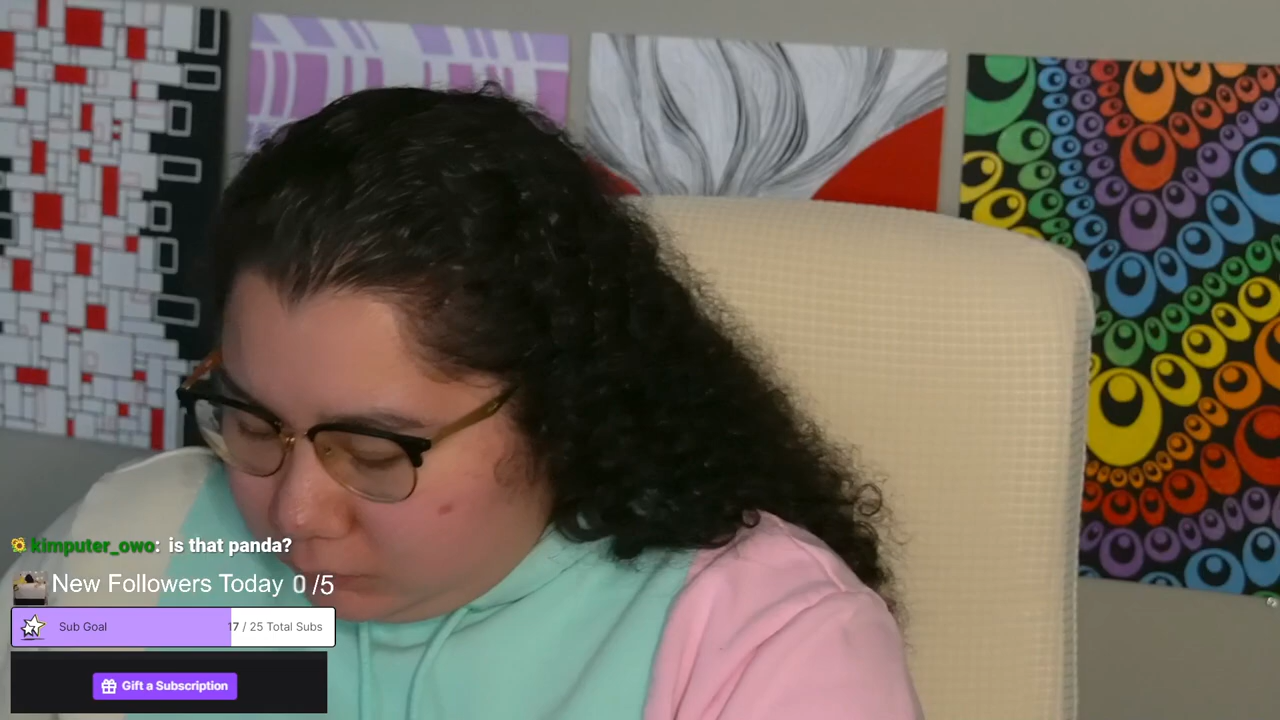 kimputer_owo: is that panda?
New Followers Today 0 /5
Sub Goal 17 / 25 Total Subs
Gift a Subscription